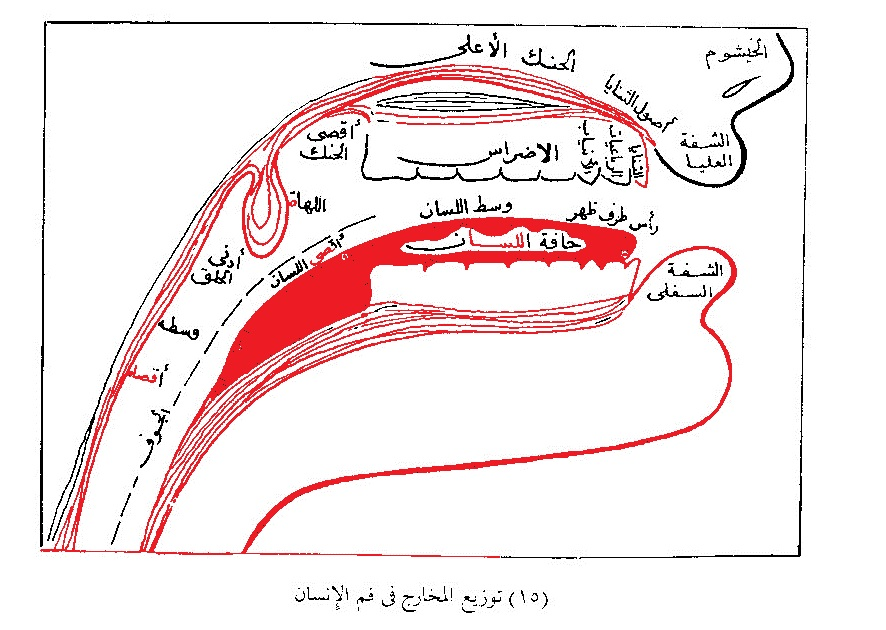 الخيشوم
الحنك الأعلى
أصول الثنايا
الشفة
العليا
أقصى
الحنك
الاضراس
الأنياب
الرباعيات
الثنايا
اللهاة
وسط اللسان
رأس طرف ظهر
حافة اللسان
أقصى اللسان
أدنى
الحلق
الشفة
السفلى
وسطه
أقصاه
الجوف
(١٥) توزيع المخارج فى فم الإنسان